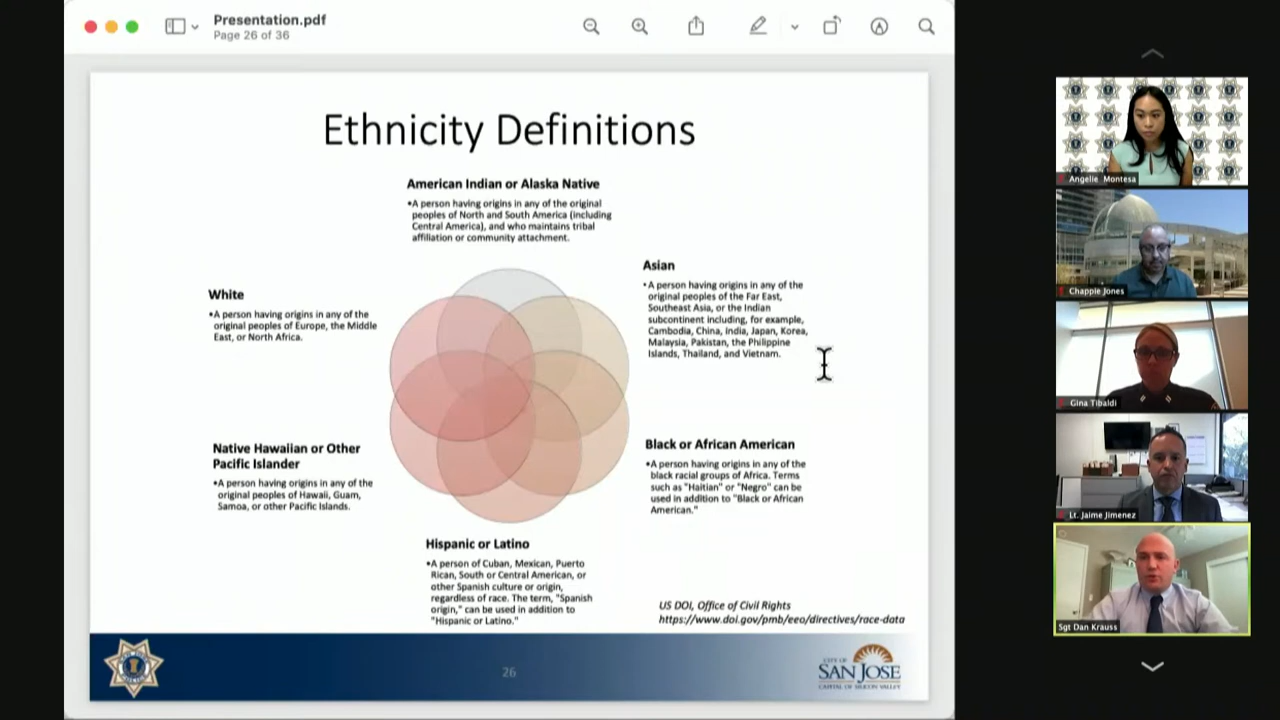 Presentation.pdf
Page 26 of 36
Ethnicity Definitions
American Indian or Alaska Native
•A person having origins in any of the original
peoples of North and South America (including
Central America), and who maintains tribal
affiliation or community attachment.
Asian
•A person having origins in any of the
original peoples of the Far East,
Southeast Asia, or the Indian
subcontinent including, for example,
Cambodia, China, India, Japan, Korea,
Malaysia, Pakistan, the Philippine
Islands, Thailand, and Vietnam.
White
•A person having origins in any of the
original peoples of Europe, the Middle
East, or North Africa.
Black or African American
•A person having origins in any of the
black racial groups of Africa. Terms
such as "Haitian" or "Negro" can be
used in addition to "Black or African
American."
Native Hawaiian or Other
Pacific Islander
•A person having origins in any of the
original peoples of Hawaii, Guam,
Samoa, or other Pacific Islands.
Hispanic or Latino
•A person of Cuban, Mexican, Puerto
Rican, South or Central American, or
other Spanish culture or origin,
regardless of race. The term, "Spanish
origin," can be used in addition to
"Hispanic or Latino."
US DOI, Office of Civil Rights
https://www.doi.gov/pmb/eeo/directives/race-data
26
CITY OF
SAN JOSE
CAPITAL OF SILICON VALLEY
Angelie Montesa
Chappie Jones
Gina Tibaldi
Lt. Jaime Jimenez
Sgt Dan Krauss